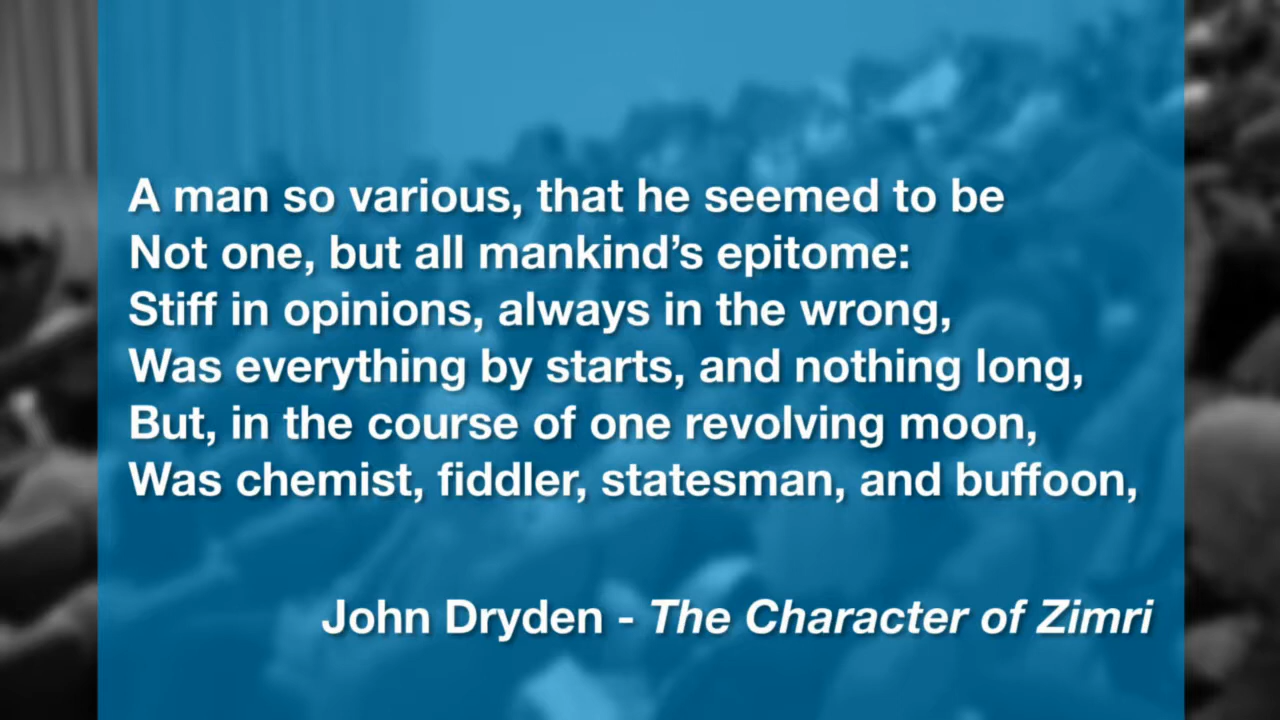 A man so various, that he seemed to be
Not one, but all mankind’s epitome:
Stiff in opinions, always in the wrong,
Was everything by starts, and nothing long,
But, in the course of one revolving moon,
Was chemist, fiddler, statesman, and buffoon,
John Dryden - The Character of Zimri